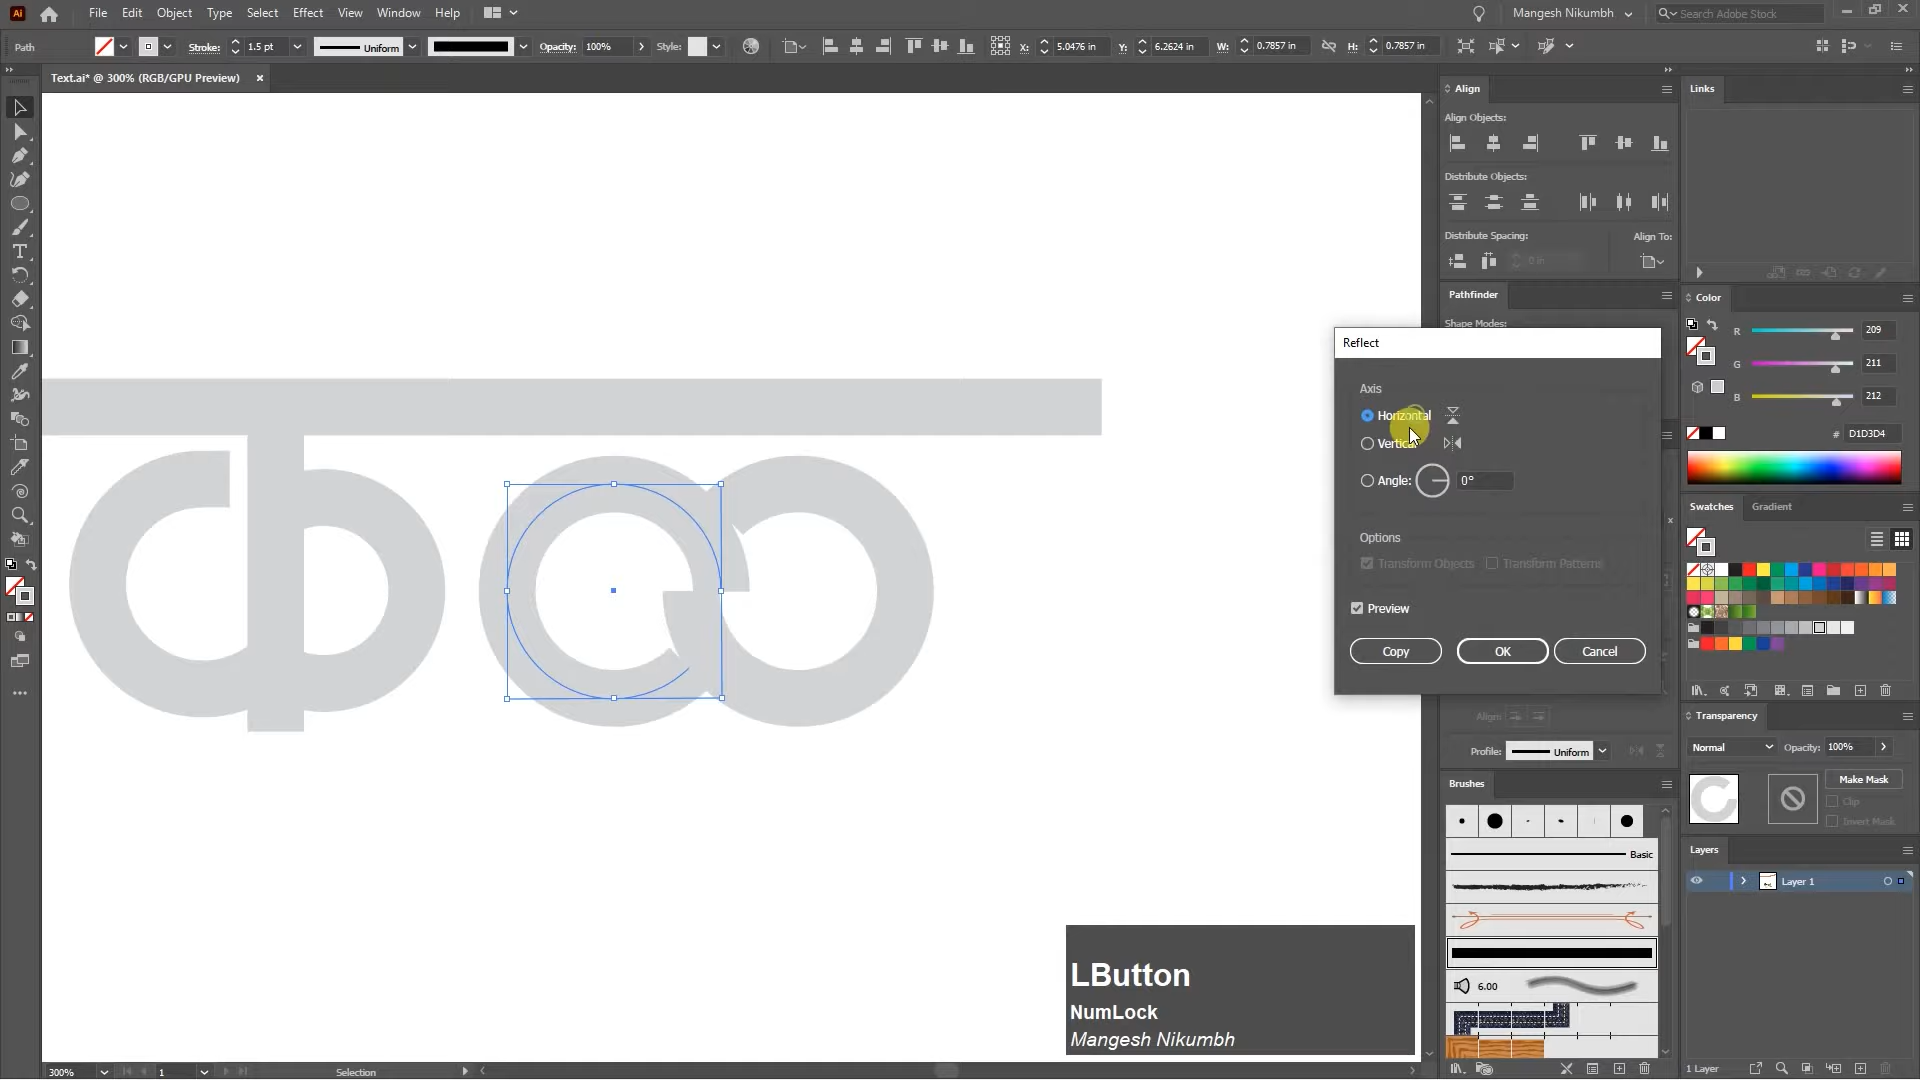 Ai File Edit Object Type Select Effect View Window Help Mangesh Nikumbh Search Adobe Stock
Path Stroke: 1.5 pt Uniform Opacity: 100% Style: X: 5.0476 in Y: 6.2624 in W: 0.7857 in H: 0.7857 in
Text.ai* @ 300% (RGB/GPU Preview)
Align
Align Objects:
Distribute Objects:
Distribute Spacing: Align To:
0 in
Pathfinder
Shape Modes:
Reflect
Axis
Horizontal
Vertical
Angle: 0°
Options
Transform Objects Transform Patterns
Preview
Copy OK Cancel
Align:
Profile: Uniform
Brushes
Basic
6.00
Links
Color
R 209
G 211
B 212
# D1D3D4
Swatches Gradient
Transparency
Normal Opacity: 100%
Make Mask
Clip
Invert Mask
Layers
Layer 1
1 Layer
LButton
NumLock
Mangesh Nikumbh
300% 1 Selection